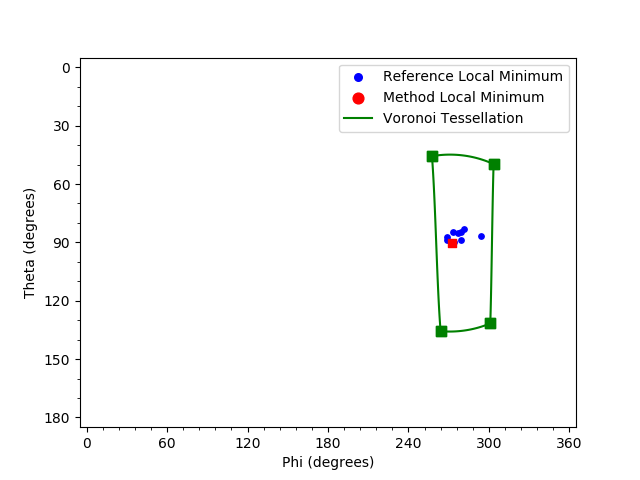 Reference Local Minimum
Method Local Minimum
Voronoi Tessellation
0
30
60
90
120
150
180
Theta (degrees)
0 60 120 180 240 300 360
Phi (degrees)